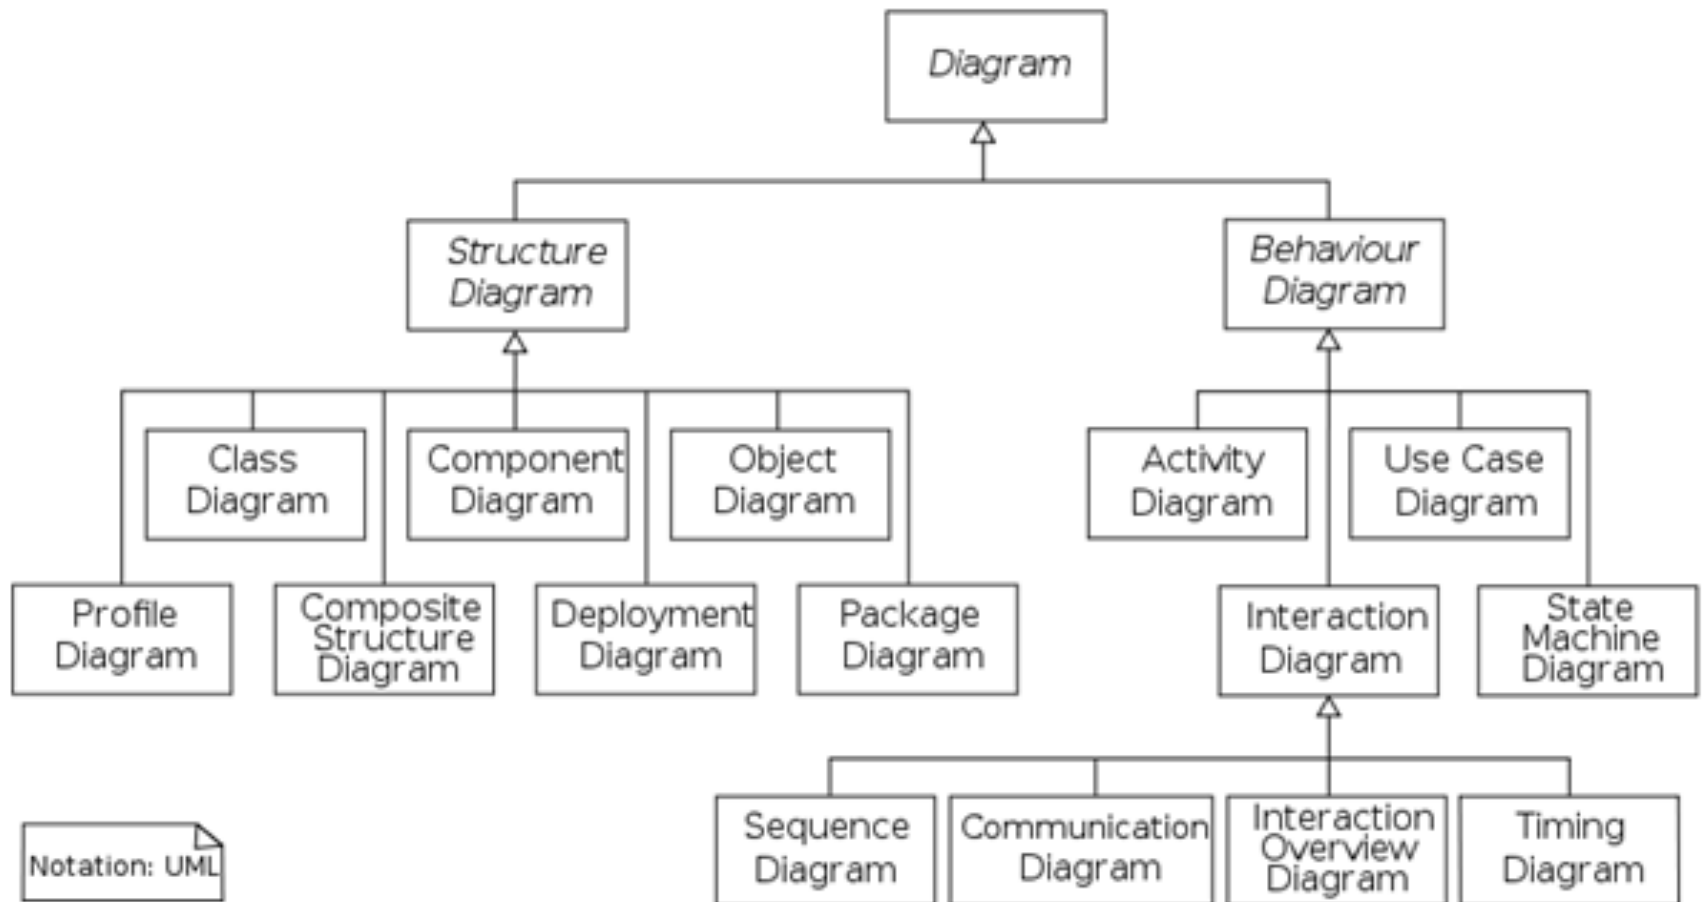 Diagram
Structure
Diagram
Behaviour
Diagram
Class
Diagram
Component
Diagram
Object
Diagram
Activity
Diagram
Use Case
Diagram
Profile
Diagram
Composite
Structure
Diagram
Deployment
Diagram
Package
Diagram
Interaction
Diagram
State
Machine
Diagram
Sequence
Diagram
Communication
Diagram
Interaction
Overview
Diagram
Timing
Diagram
Notation: UML